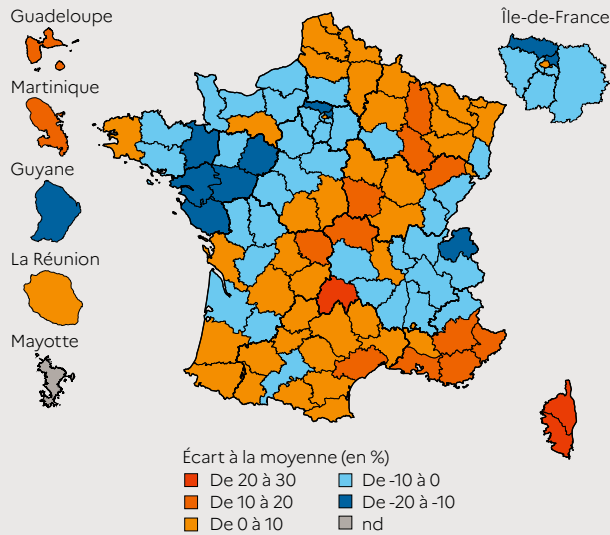 Guadeloupe
Île-de-France
Martinique
Guyane
La Réunion
Mayotte
Écart à la moyenne (en %)
De 20 à 30
De 10 à 20
De 0 à 10
De -10 à 0
De -20 à -10
nd